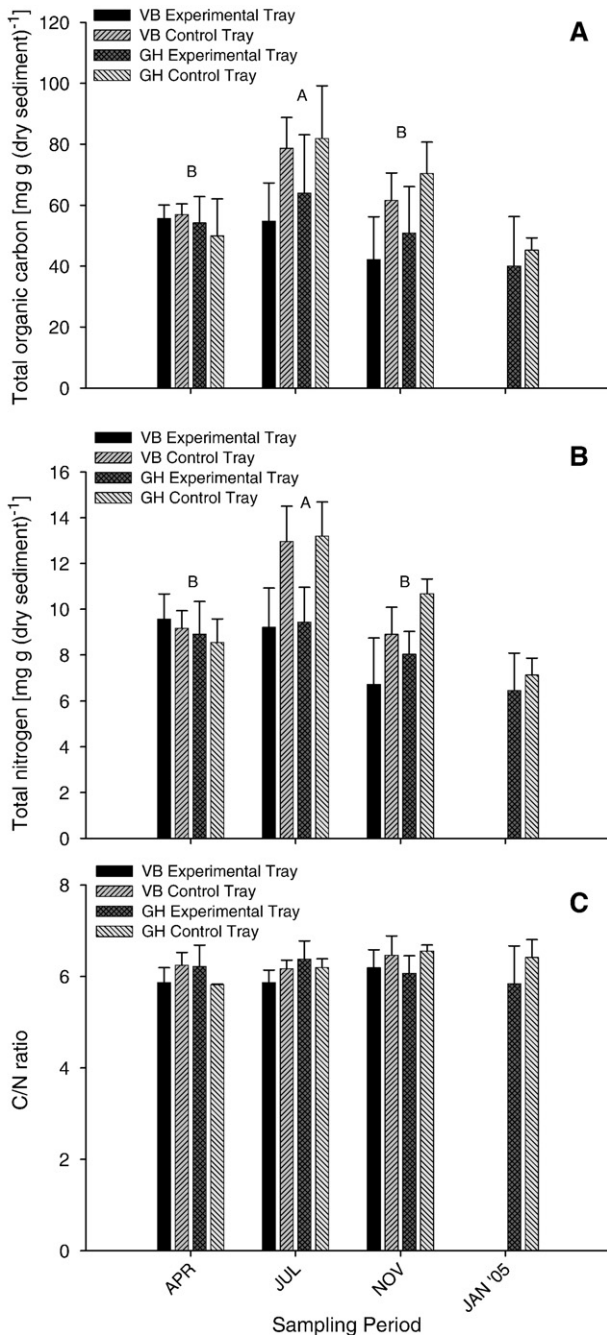 VB Experimental Tray
VB Control Tray
GH Experimental Tray
GH Control Tray
A
Total organic carbon [mg g (dry sediment)⁻¹]
120
100
80
60
40
20
0
B
A
B
VB Experimental Tray
VB Control Tray
GH Experimental Tray
GH Control Tray
B
Total nitrogen [mg g (dry sediment)⁻¹]
16
14
12
10
8
6
4
2
0
B
A
B
VB Experimental Tray
VB Control Tray
GH Experimental Tray
GH Control Tray
C
C/N ratio
8
6
4
2
0
APR
JUL
NOV
JAN '05
Sampling Period